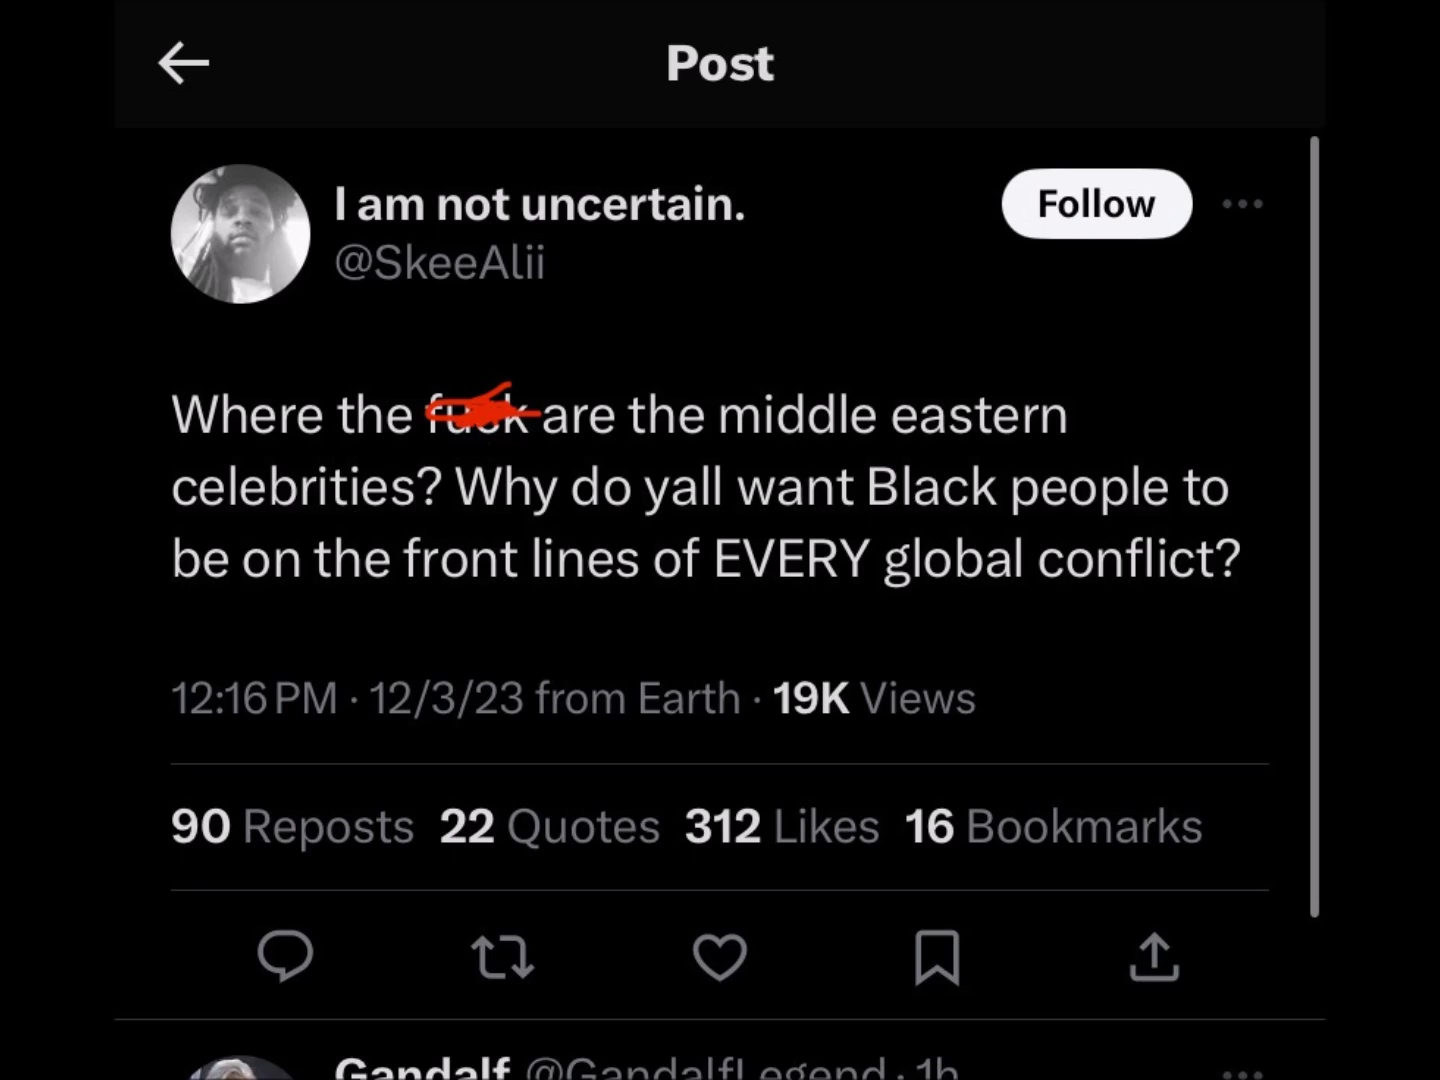 Post
I am not uncertain.
Follow
@SkeeAlii
Where the fuck are the middle eastern
celebrities? Why do yall want Black people to
be on the front lines of EVERY global conflict?
12:16 PM · 12/3/23 from Earth · 19K Views
90 Reposts 22 Quotes 312 Likes 16 Bookmarks
Gandalf @GandalfLegend · 1h